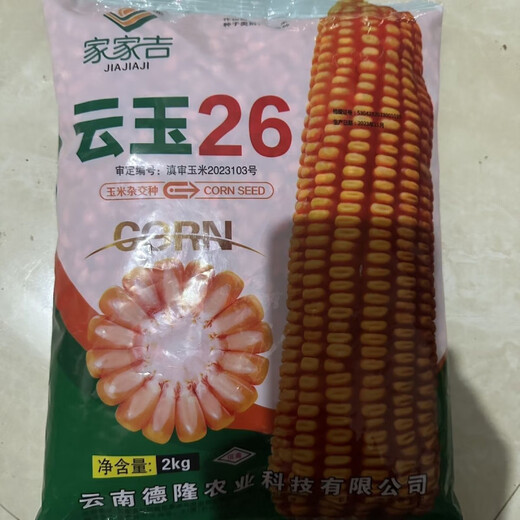 家家吉
JIAJIAJI
云玉26
审定编号：滇审玉米2023103号
玉米杂交种 CORN SEED
CORN
净含量: 2kg
云南德隆农业科技有限公司